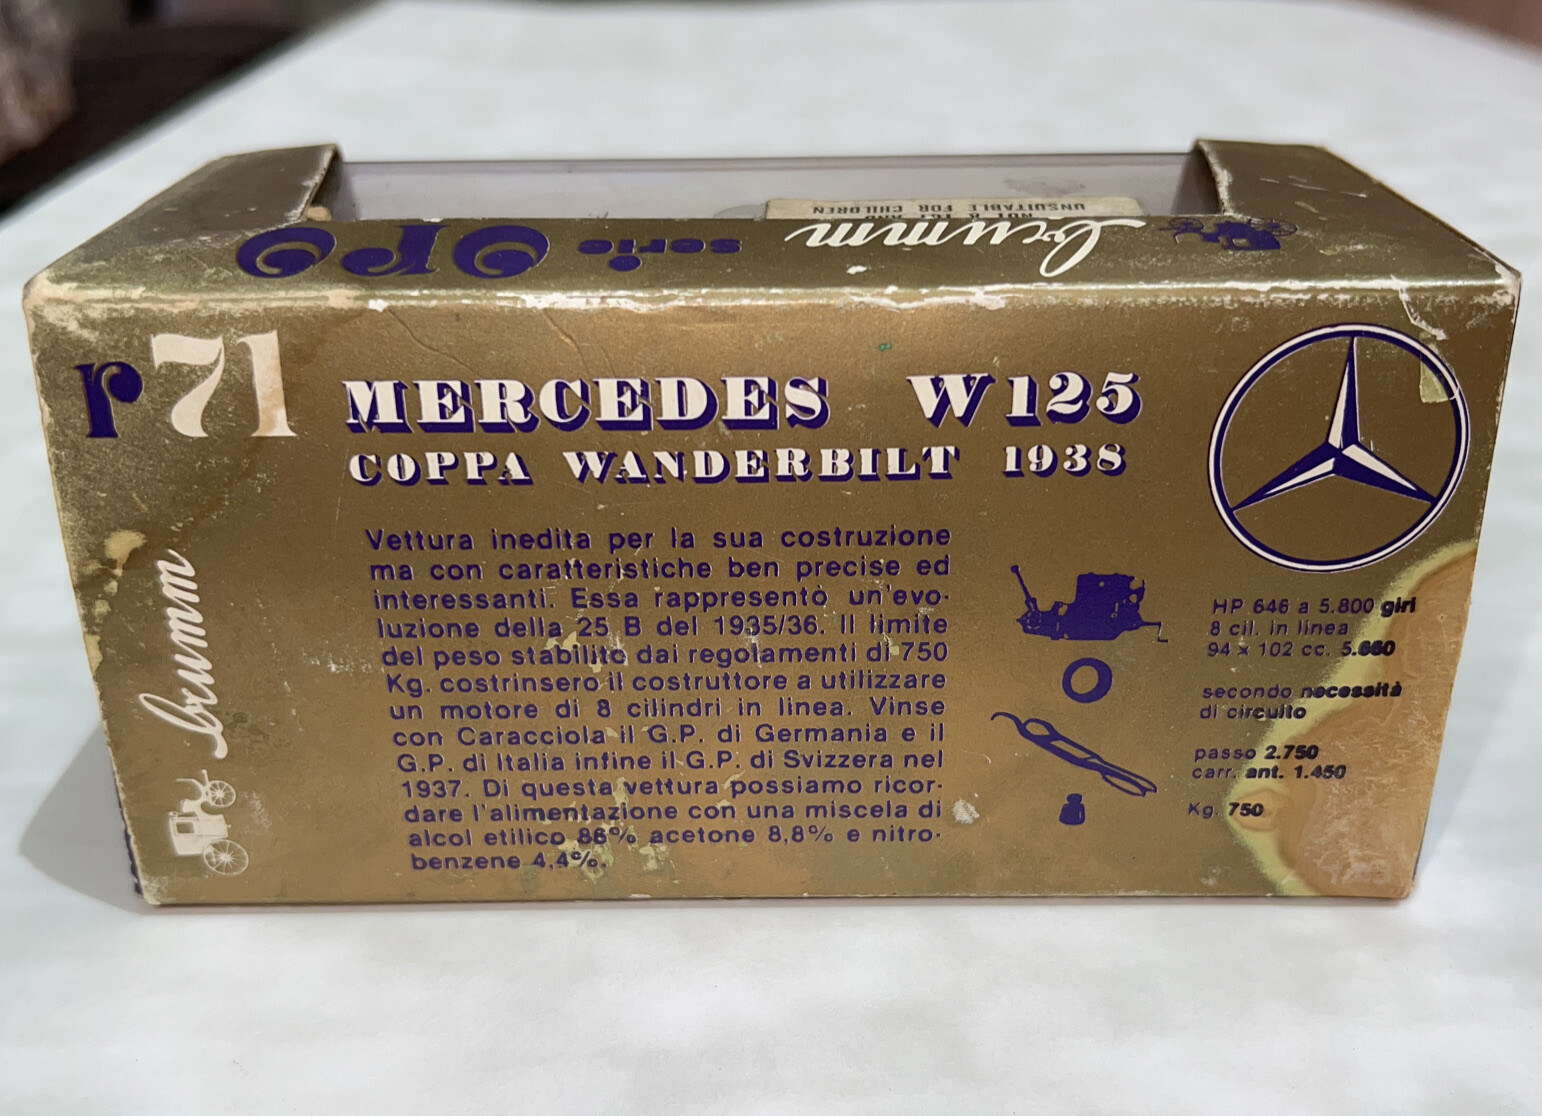 UNSUITABLE FOR CHILDREN
brumm
serie Oro
r71
MERCEDES W125
COPPA WANDERBILT 1938
brumm
Vettura inedita per la sua costruzione
ma con caratteristiche ben precise ed
interessanti. Essa rappresentò un'evo-
luzione della 25 B del 1935/36. Il limite
del peso stabilito dai regolamenti di 750
Kg. costrinsero il costruttore a utilizzare
un motore di 8 cilindri in linea. Vinse
con Caracciola il G.P. di Germania e il
G.P. di Italia infine il G.P. di Svizzera nel
1937. Di questa vettura possiamo ricor-
dare l'alimentazione con una miscela di
alcol etilico 86% acetone 8,8% e nitro-
benzene 4,4%.
HP 646 a 5.800 giri
8 cil. in linea
94 x 102 cc. 5.660
secondo necessità
di circuito
passo 2.750
carr. ant. 1.450
Kg. 750